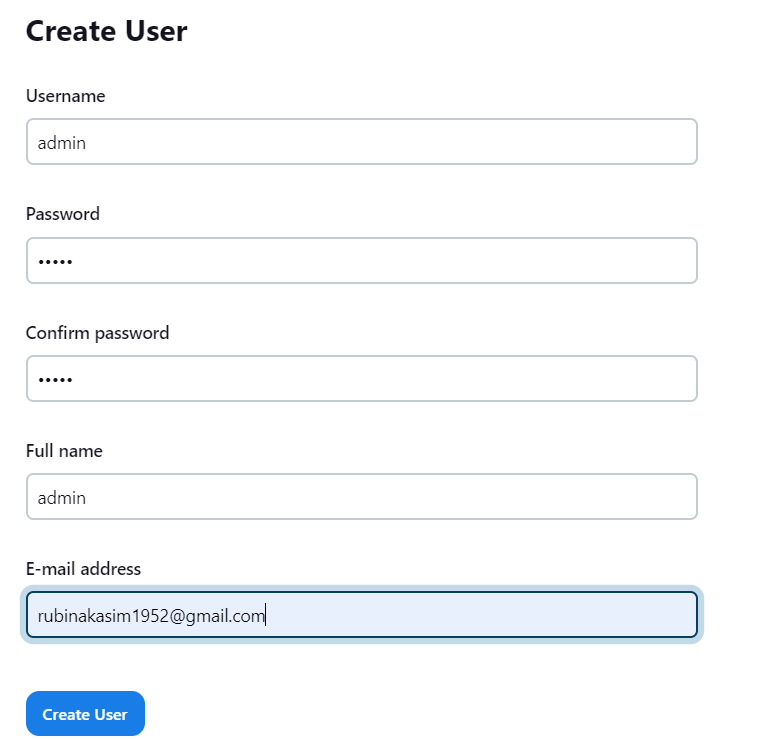 Create User
Username
admin
Password
•••••
Confirm password
•••••
Full name
admin
E-mail address
rubinakasim1952@gmail.com
Create User